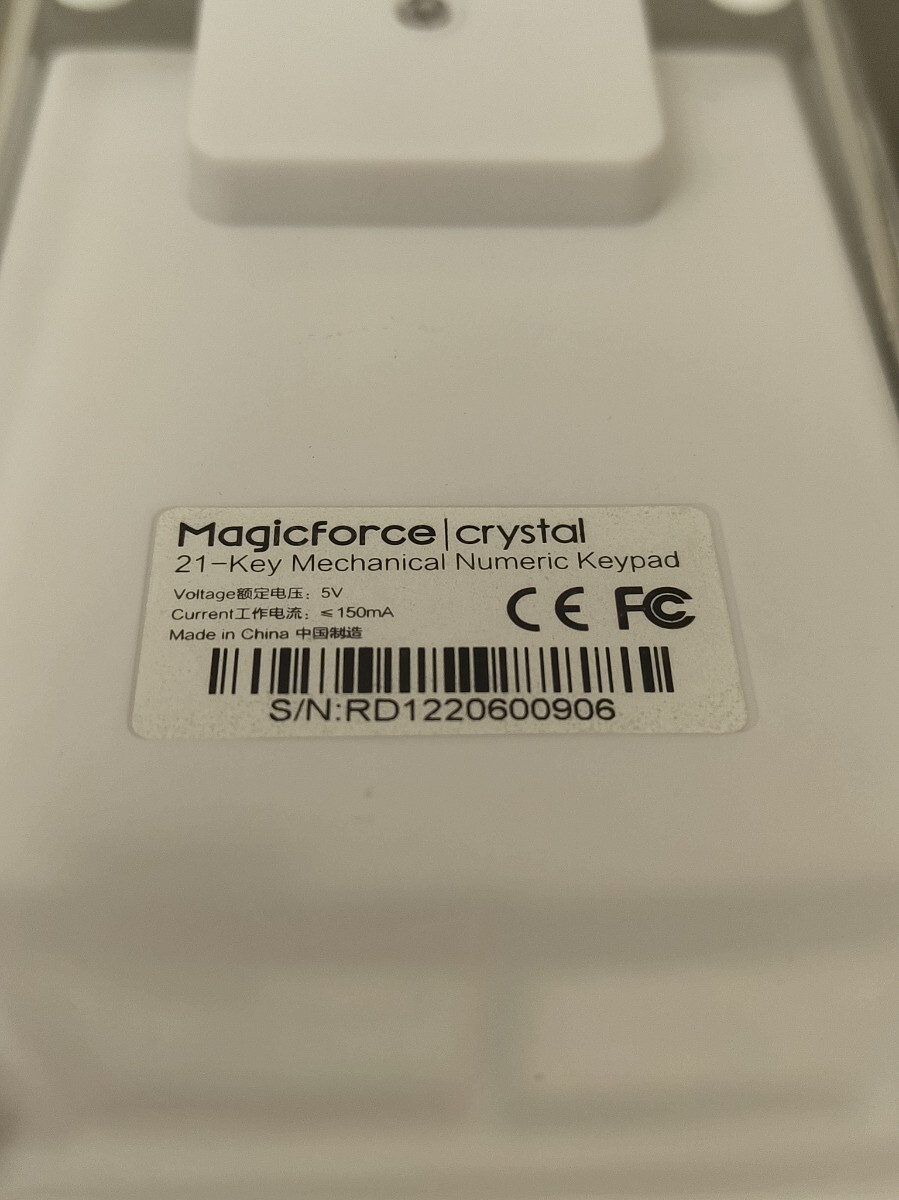 Magicforce|crystal
21-Key Mechanical Numeric Keypad
Voltage额定电压：5V
Current工作电流：≤150mA
Made in China 中国制造
CE FC
S/N:RD1220600906